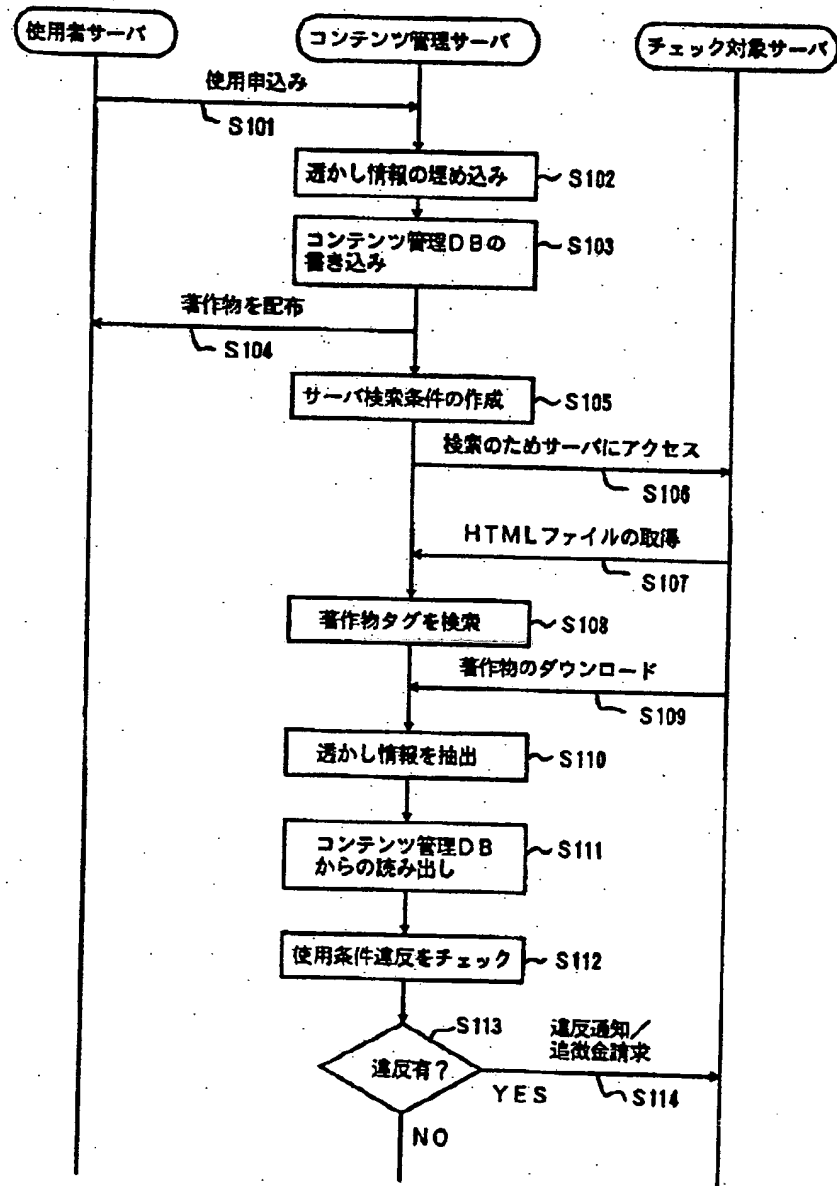 使用者サーバ
コンテンツ管理サーバ
チェック対象サーバ
使用申込み
S101
透かし情報の埋め込み
S102
コンテンツ管理DBの
書き込み
S103
著作物を配布
S104
サーバ検索条件の作成
S105
検索のためサーバにアクセス
S106
HTMLファイルの取得
S107
著作物タグを検索
S108
著作物のダウンロード
S109
透かし情報を抽出
S110
コンテンツ管理DB
からの読み出し
S111
使用条件違反をチェック
S112
S113
違反有?
違反通知/
追徴金請求
YES
S114
NO